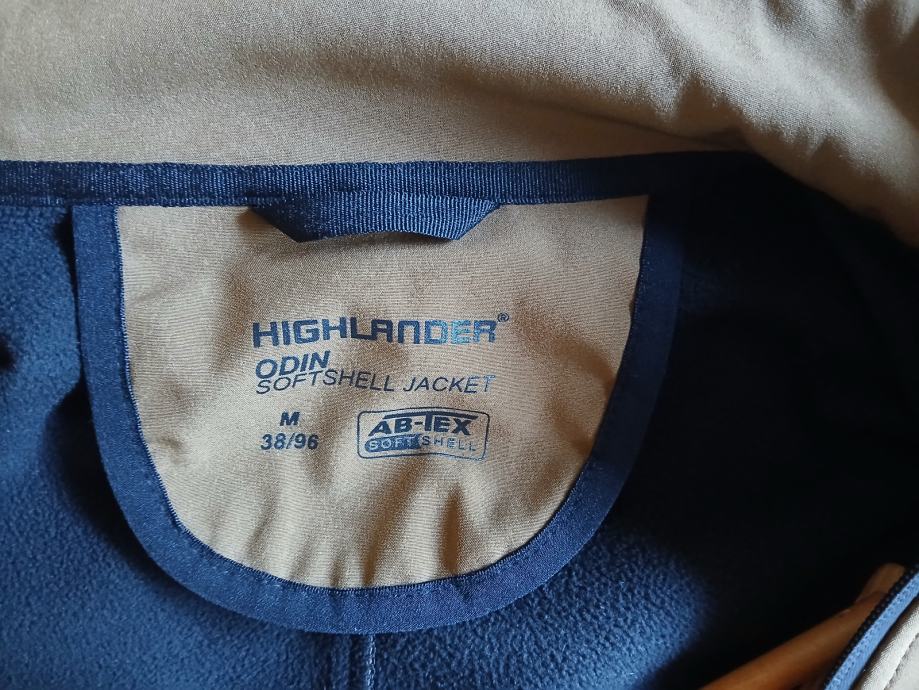 HIGHLANDER®
ODIN
SOFTSHELL JACKET
M
38/96
AB-TEX
SOFTSHELL